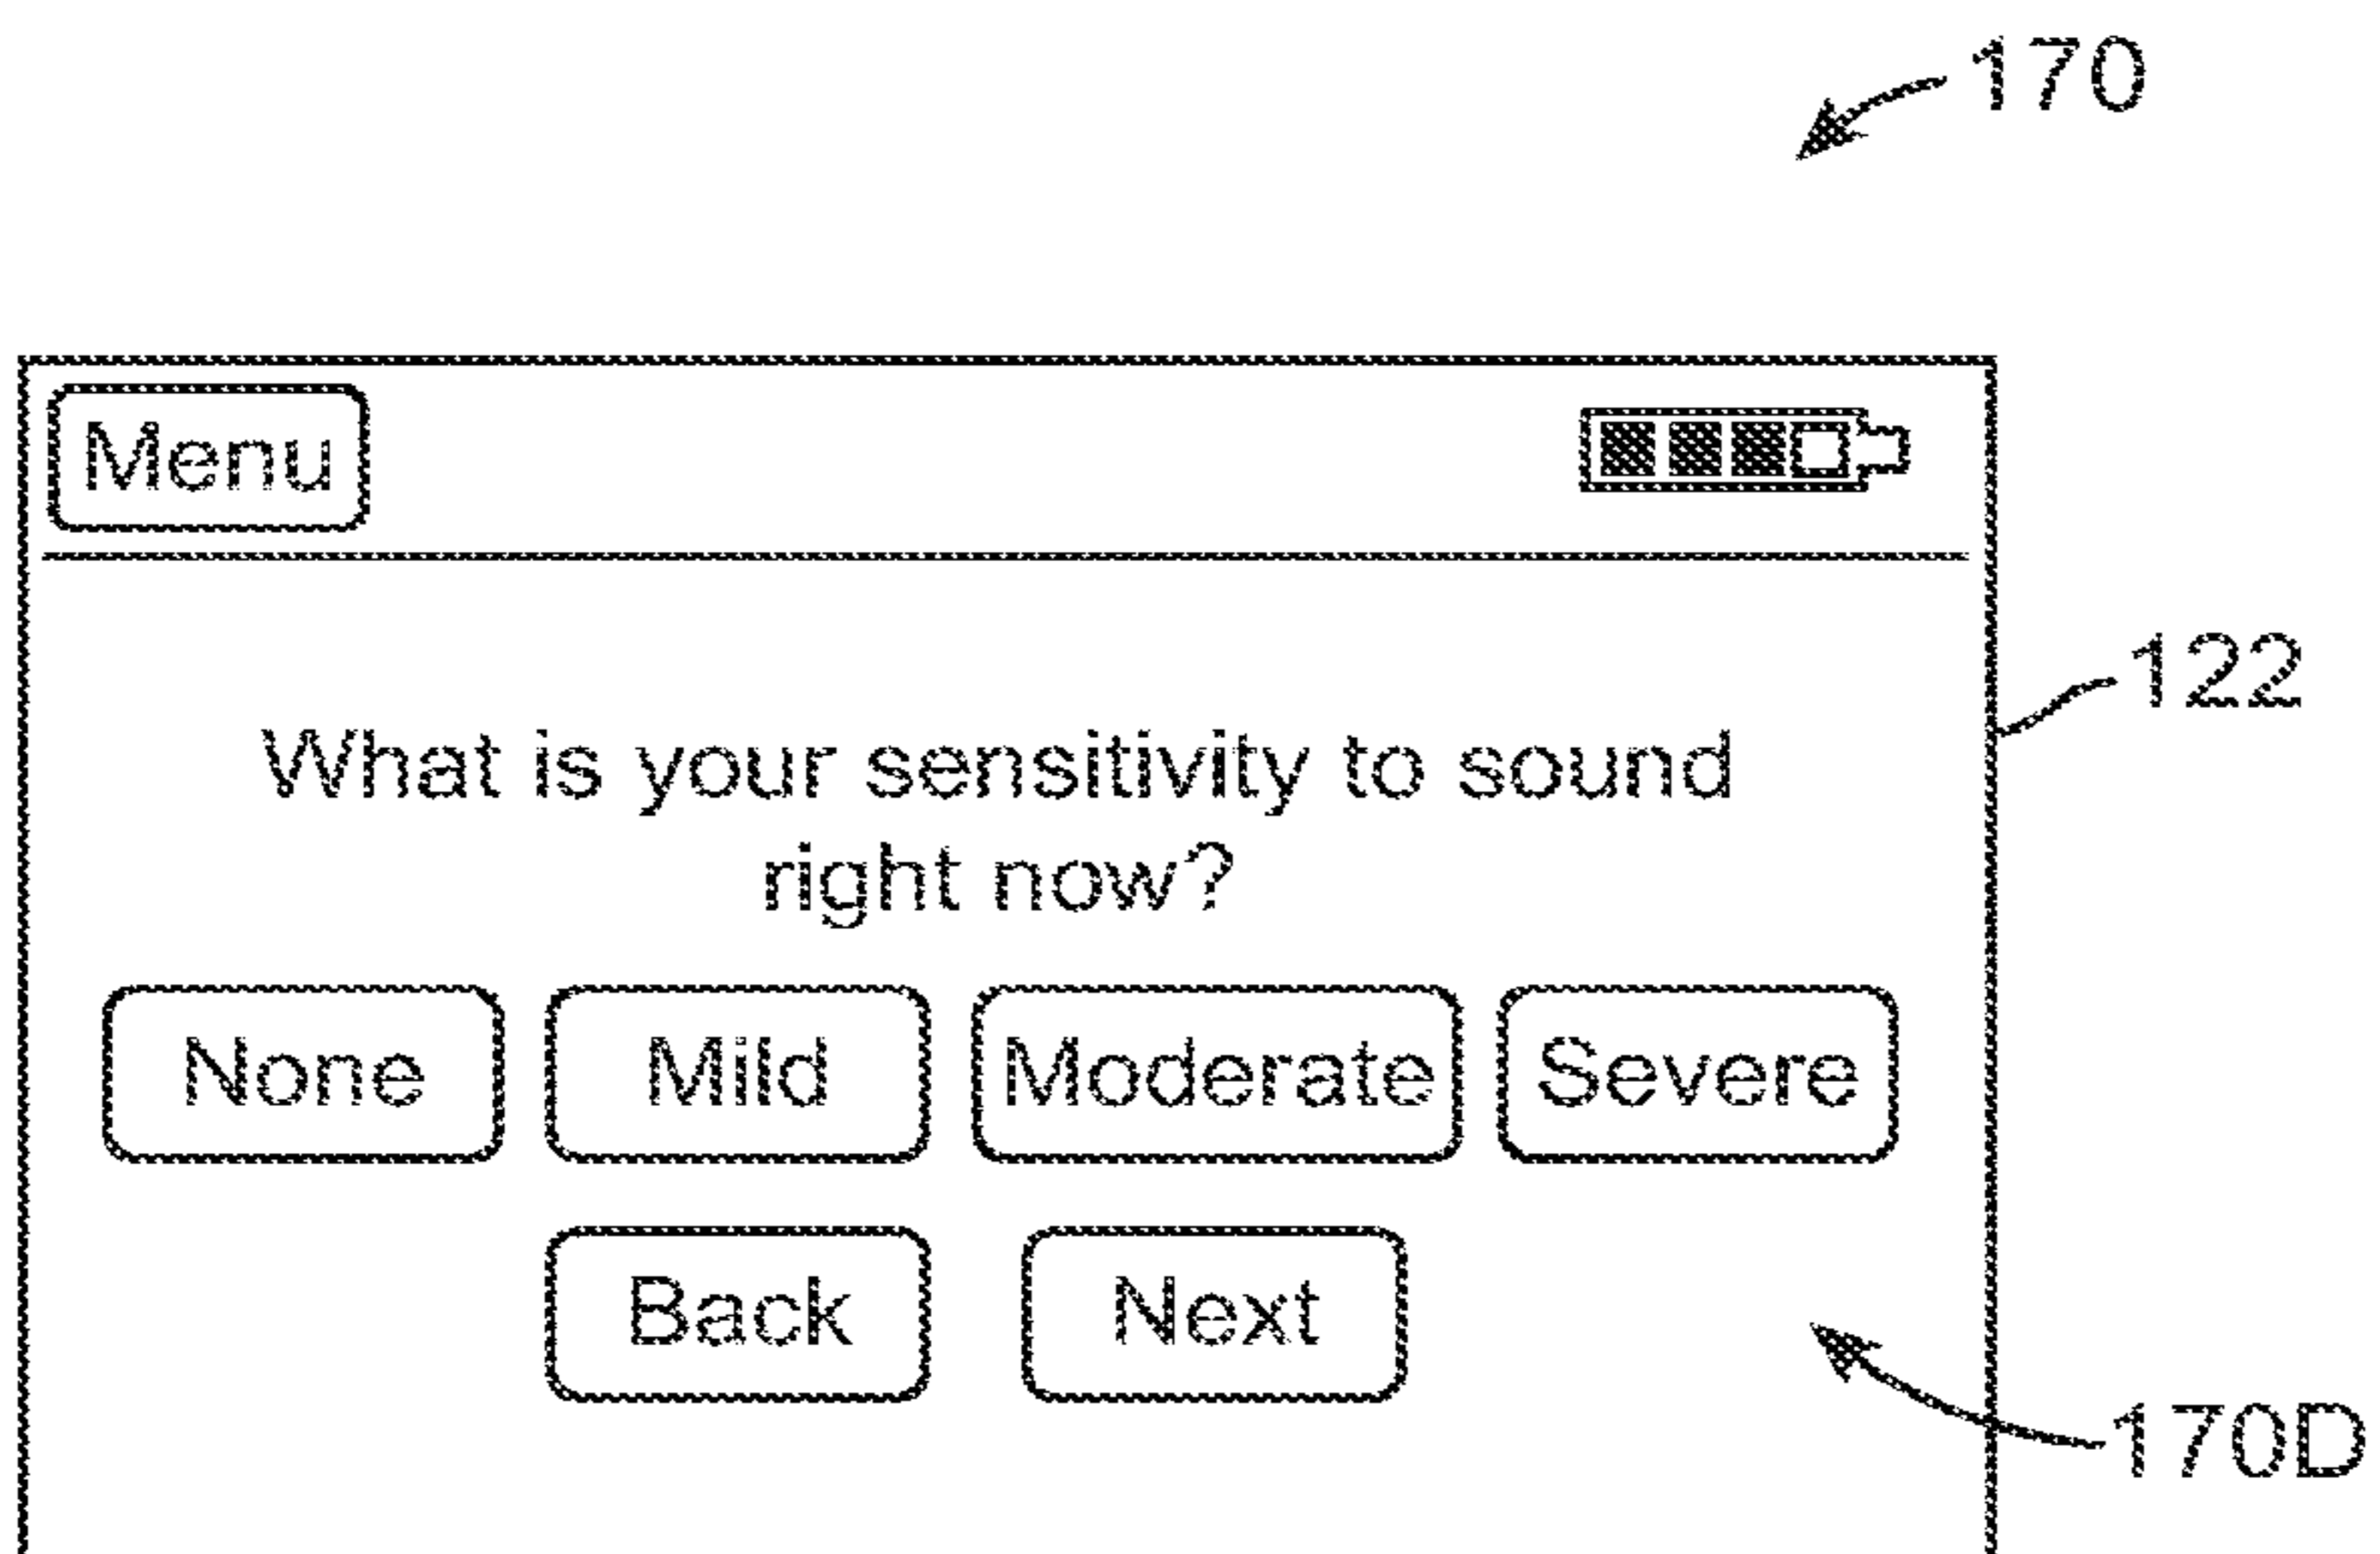 170
Menu
122
What is your sensitivity to sound
right now?
None Mild Moderate Severe
Back Next
170D